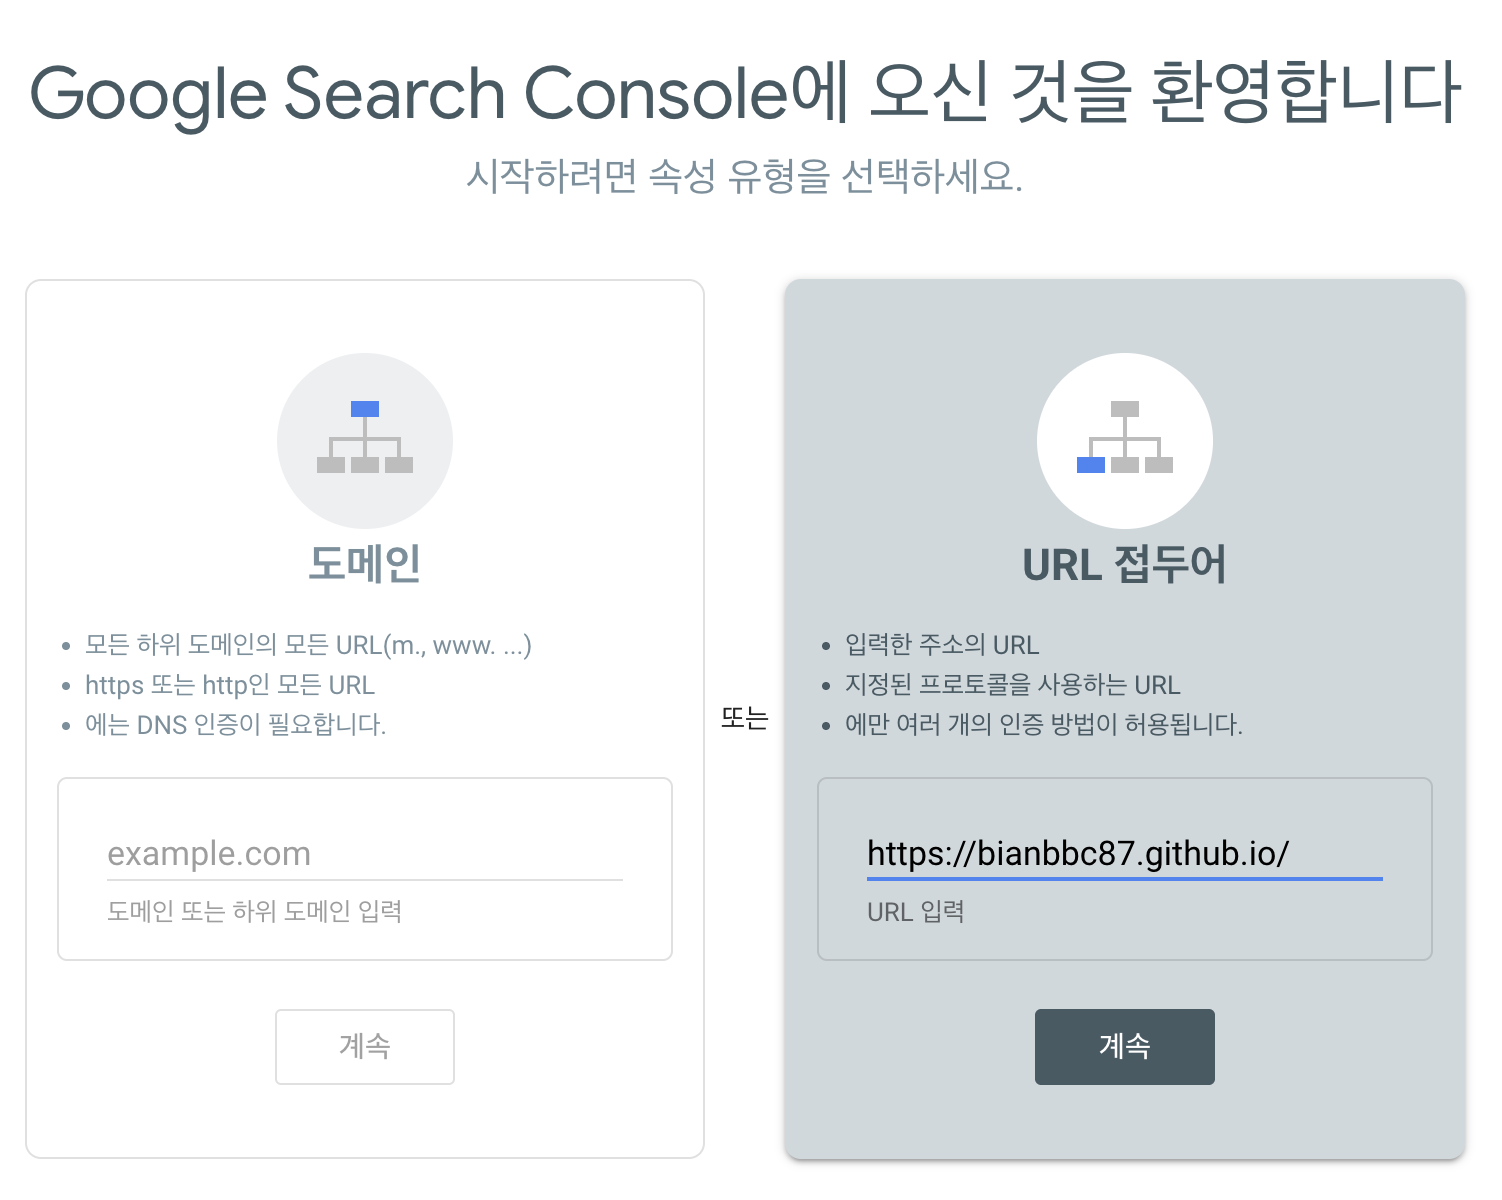 Google Search Console에 오신 것을 환영합니다
시작하려면 속성 유형을 선택하세요.
도메인
모든 하위 도메인의 모든 URL(m., www. ...)
https 또는 http인 모든 URL
에는 DNS 인증이 필요합니다.
example.com
도메인 또는 하위 도메인 입력
계속
또는
URL 접두어
입력한 주소의 URL
지정된 프로토콜을 사용하는 URL
에만 여러 개의 인증 방법이 허용됩니다.
https://bianbbc87.github.io/
URL 입력
계속